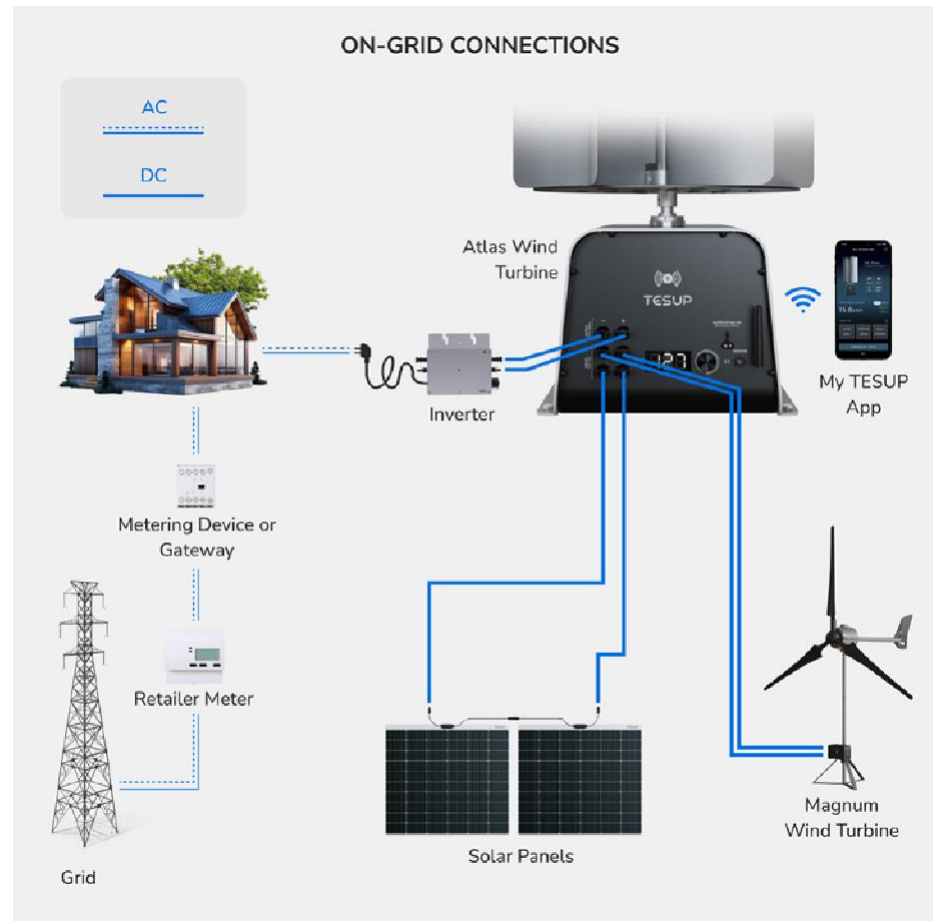 ON-GRID CONNECTIONS
AC
DC
Atlas Wind
Turbine
TESUP
127
My TESUP
App
Inverter
Metering Device or
Gateway
Retailer Meter
Grid
Solar Panels
Magnum
Wind Turbine